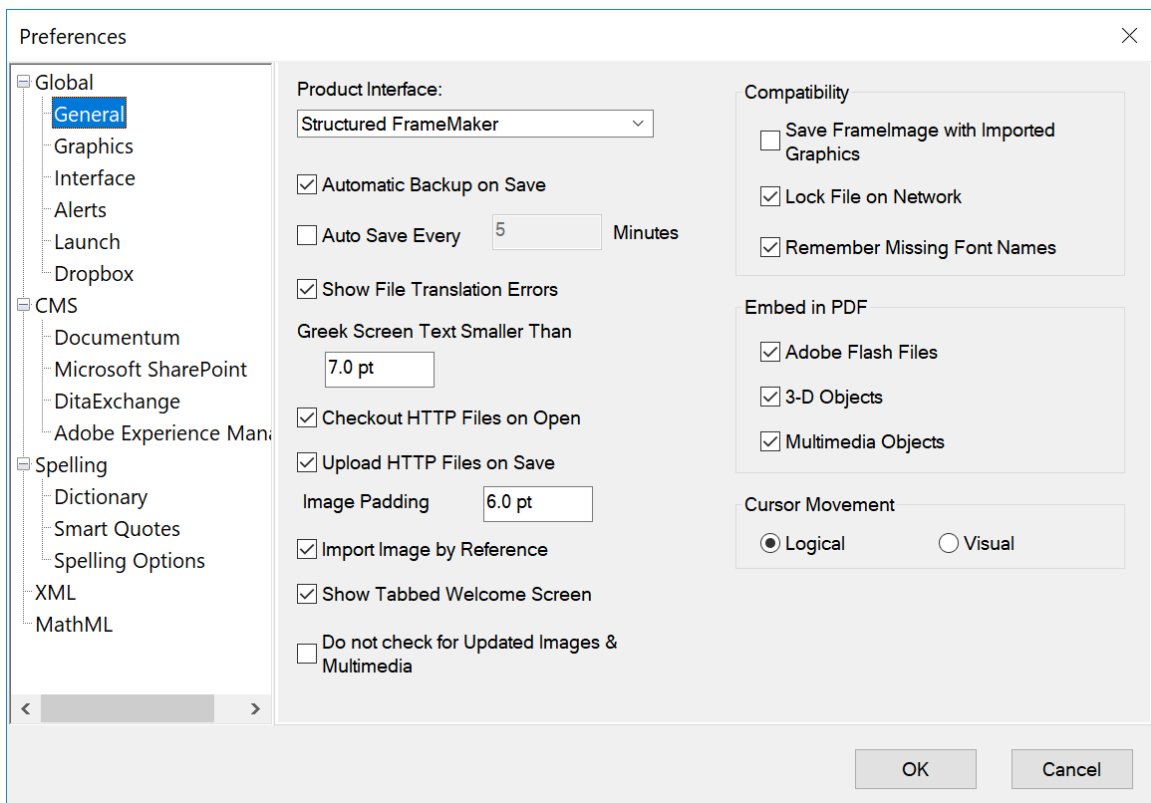 Preferences
Global
General
Graphics
Interface
Alerts
Launch
Dropbox
CMS
Documentum
Microsoft SharePoint
DitaExchange
Adobe Experience Mana
Spelling
Dictionary
Smart Quotes
Spelling Options
XML
MathML
Product Interface:
Structured FrameMaker
Automatic Backup on Save
Auto Save Every 5 Minutes
Show File Translation Errors
Greek Screen Text Smaller Than
7.0 pt
Checkout HTTP Files on Open
Upload HTTP Files on Save
Image Padding 6.0 pt
Import Image by Reference
Show Tabbed Welcome Screen
Do not check for Updated Images &
Multimedia
Compatibility
Save FrameImage with Imported
Graphics
Lock File on Network
Remember Missing Font Names
Embed in PDF
Adobe Flash Files
3-D Objects
Multimedia Objects
Cursor Movement
Logical Visual
OK Cancel